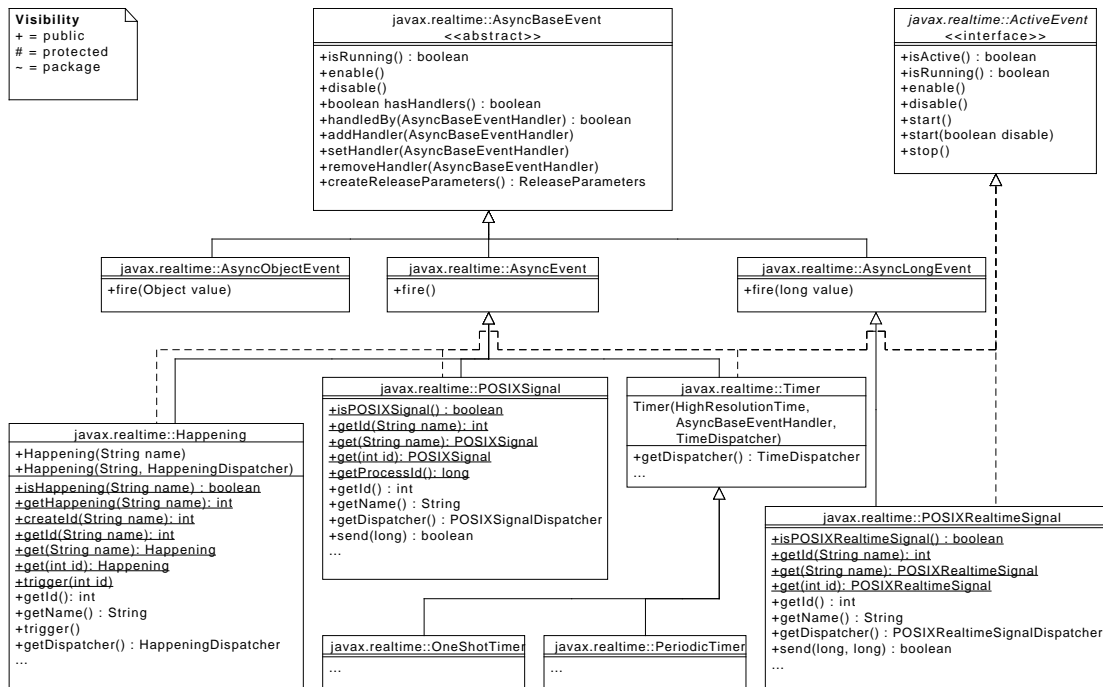 Visibility
+ = public
# = protected
~ = package
javax.realtime::AsyncBaseEvent
<<abstract>>
+isRunning() : boolean
+enable()
+disable()
+boolean hasHandlers() : boolean
+handledBy(AsyncBaseEventHandler) : boolean
+addHandler(AsyncBaseEventHandler)
+setHandler(AsyncBaseEventHandler)
+removeHandler(AsyncBaseEventHandler)
+createReleaseParameters() : ReleaseParameters
javax.realtime::ActiveEvent
<<interface>>
+isActive() : boolean
+isRunning() : boolean
+enable()
+disable()
+start()
+start(boolean disable)
+stop()
javax.realtime::AsyncObjectEvent
+fire(Object value)
javax.realtime::AsyncEvent
+fire()
javax.realtime::AsyncLongEvent
+fire(long value)
javax.realtime::Happening
+Happening(String name)
+Happening(String, HappeningDispatcher)
+isHappening(String name) : boolean
+getHappening(String name): int
+createId(String name): int
+getId(String name): int
+get(String name): Happening
+get(int id): Happening
+trigger(int id)
+getId(): int
+getName() : String
+trigger()
+getDispatcher() : HappeningDispatcher
...
javax.realtime::POSIXSignal
+isPOSIXSignal() : boolean
+getId(String name): int
+get(String name): POSIXSignal
+get(int id): POSIXSignal
+getProcessId(): long
+getId() : int
+getName() : String
+getDispatcher() : POSIXSignalDispatcher
+send(long) : boolean
...
javax.realtime::Timer
Timer(HighResolutionTime,
AsyncBaseEventHandler,
TimeDispatcher)
+getDispatcher() : TimeDispatcher
...
javax.realtime::POSIXRealtimeSignal
+isPOSIXRealtimeSignal() : boolean
+getId(String name): int
+get(String name): POSIXRealtimeSignal
+get(int id): POSIXRealtimeSignal
+getId() : int
+getName() : String
+getDispatcher() : POSIXRealtimeSignalDispatcher
+send(long, long) : boolean
...
javax.realtime::OneShotTimer
...
javax.realtime::PeriodicTimer
...